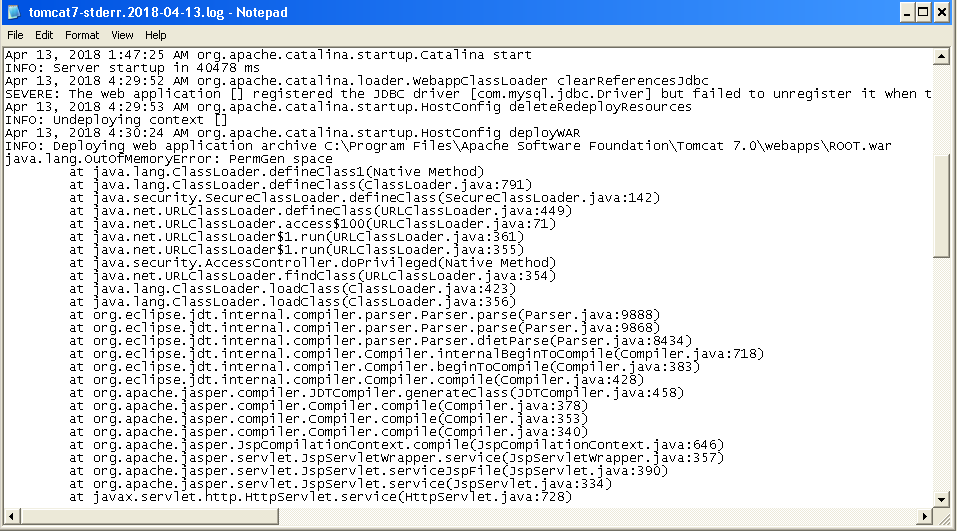 tomcat7-stderr.2018-04-13.log - Notepad
File Edit Format View Help
Apr 13, 2018 1:47:25 AM org.apache.catalina.startup.Catalina start
INFO: Server startup in 40478 ms
Apr 13, 2018 4:29:52 AM org.apache.catalina.loader.WebappClassLoader clearReferencesJdbc
SEVERE: The web application [] registered the JDBC driver [com.mysql.jdbc.Driver] but failed to unregister it when t
Apr 13, 2018 4:29:53 AM org.apache.catalina.startup.HostConfig deleteRedeployResources
INFO: Undeploying context []
Apr 13, 2018 4:30:24 AM org.apache.catalina.startup.HostConfig deployWAR
INFO: Deploying web application archive C:\Program Files\Apache Software Foundation\Tomcat 7.0\webapps\ROOT.war
java.lang.OutOfMemoryError: PermGen space
at java.lang.ClassLoader.defineClass1(Native Method)
at java.lang.ClassLoader.defineClass(ClassLoader.java:791)
at java.security.SecureClassLoader.defineClass(SecureClassLoader.java:142)
at java.net.URLClassLoader.defineClass(URLClassLoader.java:449)
at java.net.URLClassLoader.access$100(URLClassLoader.java:71)
at java.net.URLClassLoader$1.run(URLClassLoader.java:361)
at java.net.URLClassLoader$1.run(URLClassLoader.java:355)
at java.security.AccessController.doPrivileged(Native Method)
at java.net.URLClassLoader.findClass(URLClassLoader.java:354)
at java.lang.ClassLoader.loadClass(ClassLoader.java:423)
at java.lang.ClassLoader.loadClass(ClassLoader.java:356)
at org.eclipse.jdt.internal.compiler.parser.Parser.parse(Parser.java:9888)
at org.eclipse.jdt.internal.compiler.parser.Parser.parse(Parser.java:9868)
at org.eclipse.jdt.internal.compiler.parser.Parser.dietParse(Parser.java:8434)
at org.eclipse.jdt.internal.compiler.Compiler.internalBeginToCompile(Compiler.java:718)
at org.eclipse.jdt.internal.compiler.Compiler.beginToCompile(Compiler.java:383)
at org.eclipse.jdt.internal.compiler.Compiler.compile(Compiler.java:428)
at org.apache.jasper.compiler.JDTCompiler.generateClass(JDTCompiler.java:458)
at org.apache.jasper.compiler.Compiler.compile(Compiler.java:378)
at org.apache.jasper.compiler.Compiler.compile(Compiler.java:353)
at org.apache.jasper.compiler.Compiler.compile(Compiler.java:340)
at org.apache.jasper.JspCompilationContext.compile(JspCompilationContext.java:646)
at org.apache.jasper.servlet.JspServletWrapper.service(JspServletWrapper.java:357)
at org.apache.jasper.servlet.JspServlet.serviceJspFile(JspServlet.java:390)
at org.apache.jasper.servlet.JspServlet.service(JspServlet.java:334)
at javax.servlet.http.HttpServlet.service(HttpServlet.java:728)